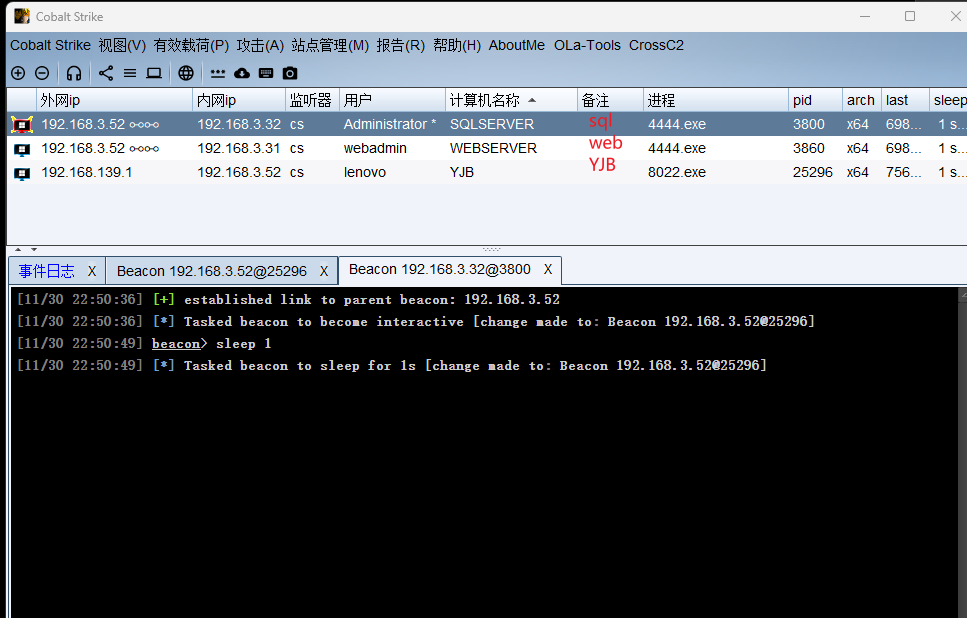 Cobalt Strike
Cobalt Strike 视图(V) 有效载荷(P) 攻击(A) 站点管理(M) 报告(R) 帮助(H) AboutMe OLa-Tools CrossC2
外网ip 内网ip 监听器 用户 计算机名称 备注 进程 pid arch last sleep
192.168.3.52 192.168.3.32 cs Administrator * SQLSERVER sql 4444.exe 3800 x64 698... 1 s...
192.168.3.52 192.168.3.31 cs webadmin WEBSERVER web 4444.exe 3860 x64 698... 1 s...
192.168.139.1 192.168.3.52 cs lenovo YJB YJB 8022.exe 25296 x64 756... 1 s...
事件日志 X Beacon 192.168.3.52@25296 X Beacon 192.168.3.32@3800 X
[11/30 22:50:36] [+] established link to parent beacon: 192.168.3.52
[11/30 22:50:36] [*] Tasked beacon to become interactive [change made to: Beacon 192.168.3.52@25296]
[11/30 22:50:49] beacon> sleep 1
[11/30 22:50:49] [*] Tasked beacon to sleep for 1s [change made to: Beacon 192.168.3.52@25296]